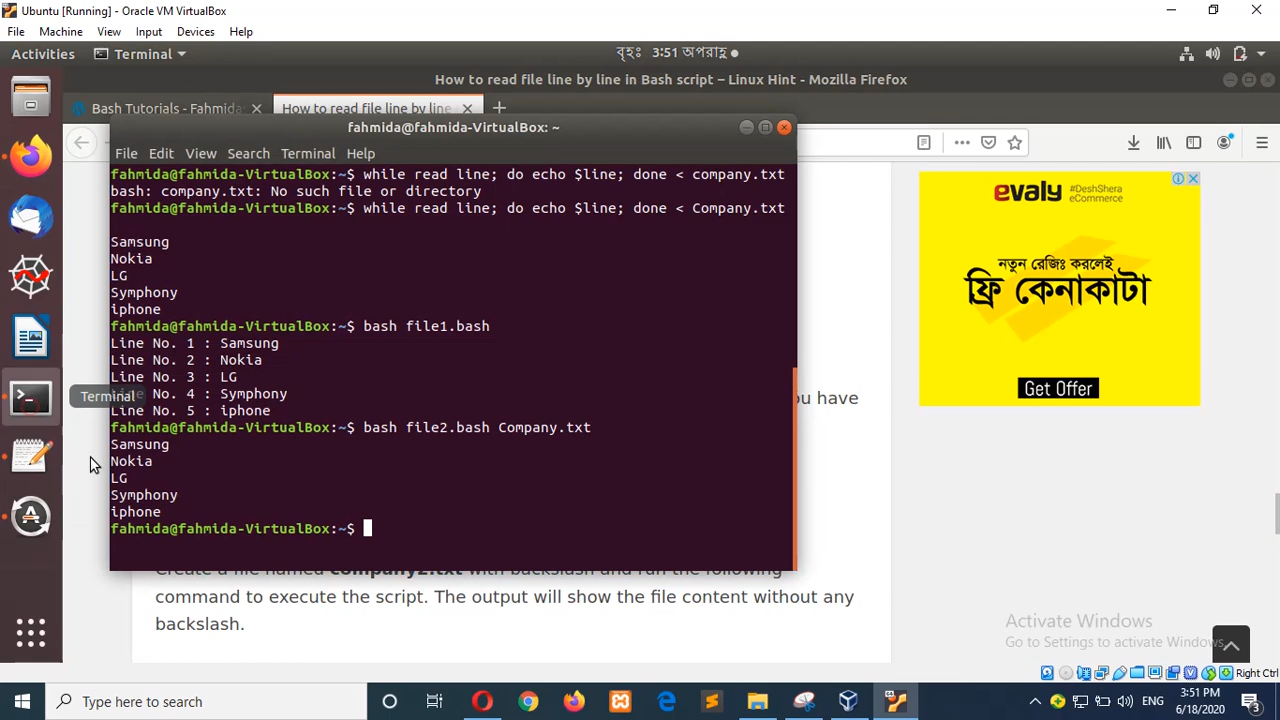 Ubuntu [Running] - Oracle VM VirtualBox
File Machine View Input Devices Help
Activities Terminal বৃহঃ 3:51 অপরাহ্ণ
How to read file line by line in Bash script – Linux Hint - Mozilla Firefox
Bash Tutorials - Fahmida How to read file line by line
fahmida@fahmida-VirtualBox: ~
File Edit View Search Terminal Help
fahmida@fahmida-VirtualBox:~$ while read line; do echo $line; done < company.txt
bash: company.txt: No such file or directory
fahmida@fahmida-VirtualBox:~$ while read line; do echo $line; done < Company.txt
Samsung
Nokia
LG
Symphony
iphone
fahmida@fahmida-VirtualBox:~$ bash file1.bash
Line No. 1 : Samsung
Line No. 2 : Nokia
Line No. 3 : LG
Line No. 4 : Symphony
Line No. 5 : iphone
fahmida@fahmida-VirtualBox:~$ bash file2.bash Company.txt
Samsung
Nokia
LG
Symphony
iphone
fahmida@fahmida-VirtualBox:~$
Terminal
you have
Create a file named company2.txt with backslash and run the following
command to execute the script. The output will show the file content without any
backslash.
evaly #DeshShera
eCommerce
নতুন রেজিঃ করলেই
ফ্রি কেনাকাটা
Get Offer
Activate Windows
Go to Settings to activate Windows.
Right Ctrl
Type here to search
ENG
3:51 PM
6/18/2020
3